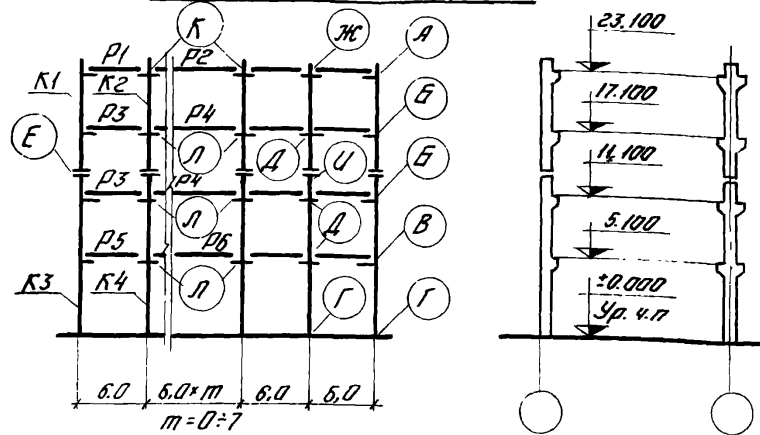 К Ж А
Р1 Р2 23.100
К1 К2
17.100
Р3 Р4 Б
Е Л Д И 11.100
Р3 Р4 Б
Л Д 5.100
Р5 Р6 В
Л ±0.000
К3 К4 Г Г Ур. ч.п
6.0 6.0×m 6.0 6.0
m=0÷7